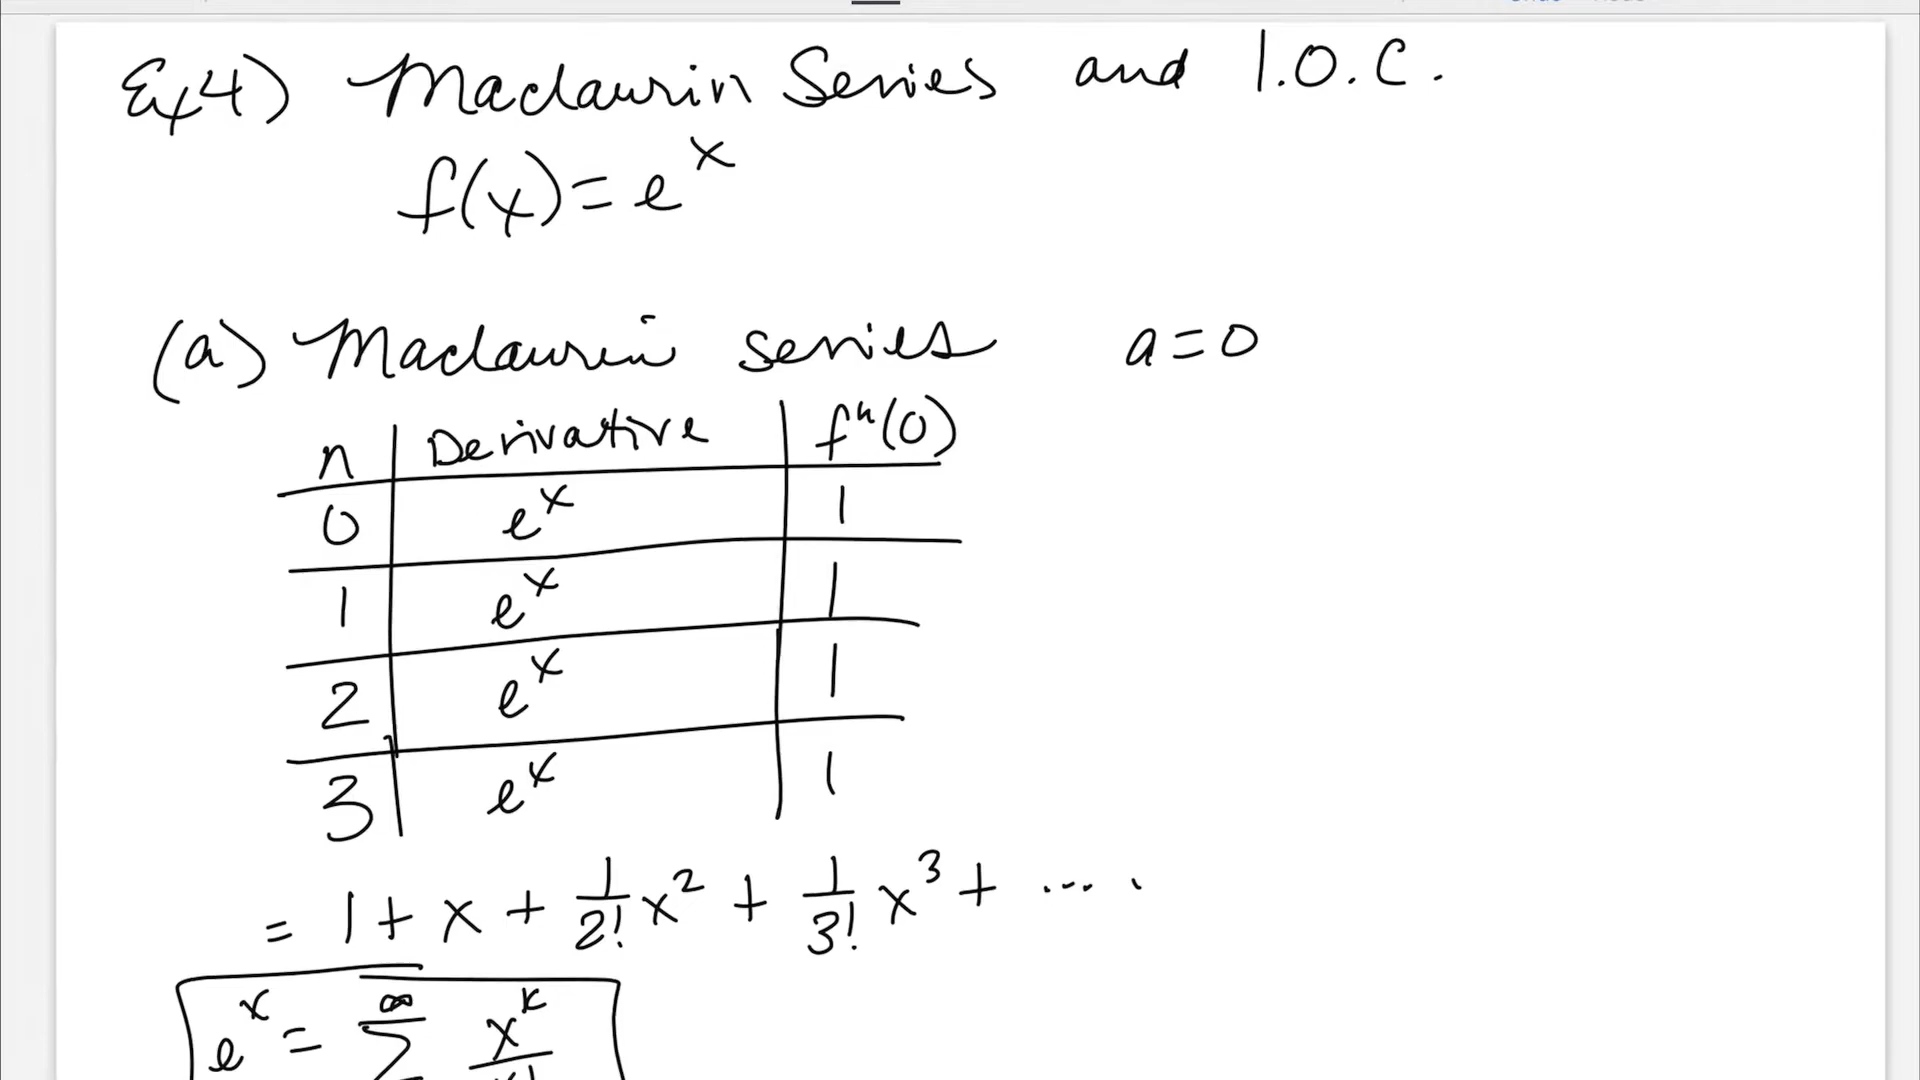 Ex4) Maclaurin Series and I.O.C.
f(x) = e^x
(a) Maclaurin series a=0
n Derivative f^n(0)
0 e^x 1
1 e^x 1
2 e^x 1
3 e^x 1
= 1 + x + 1/2! x^2 + 1/3! x^3 + ....
e^x = ∞ Σ x^k/k!